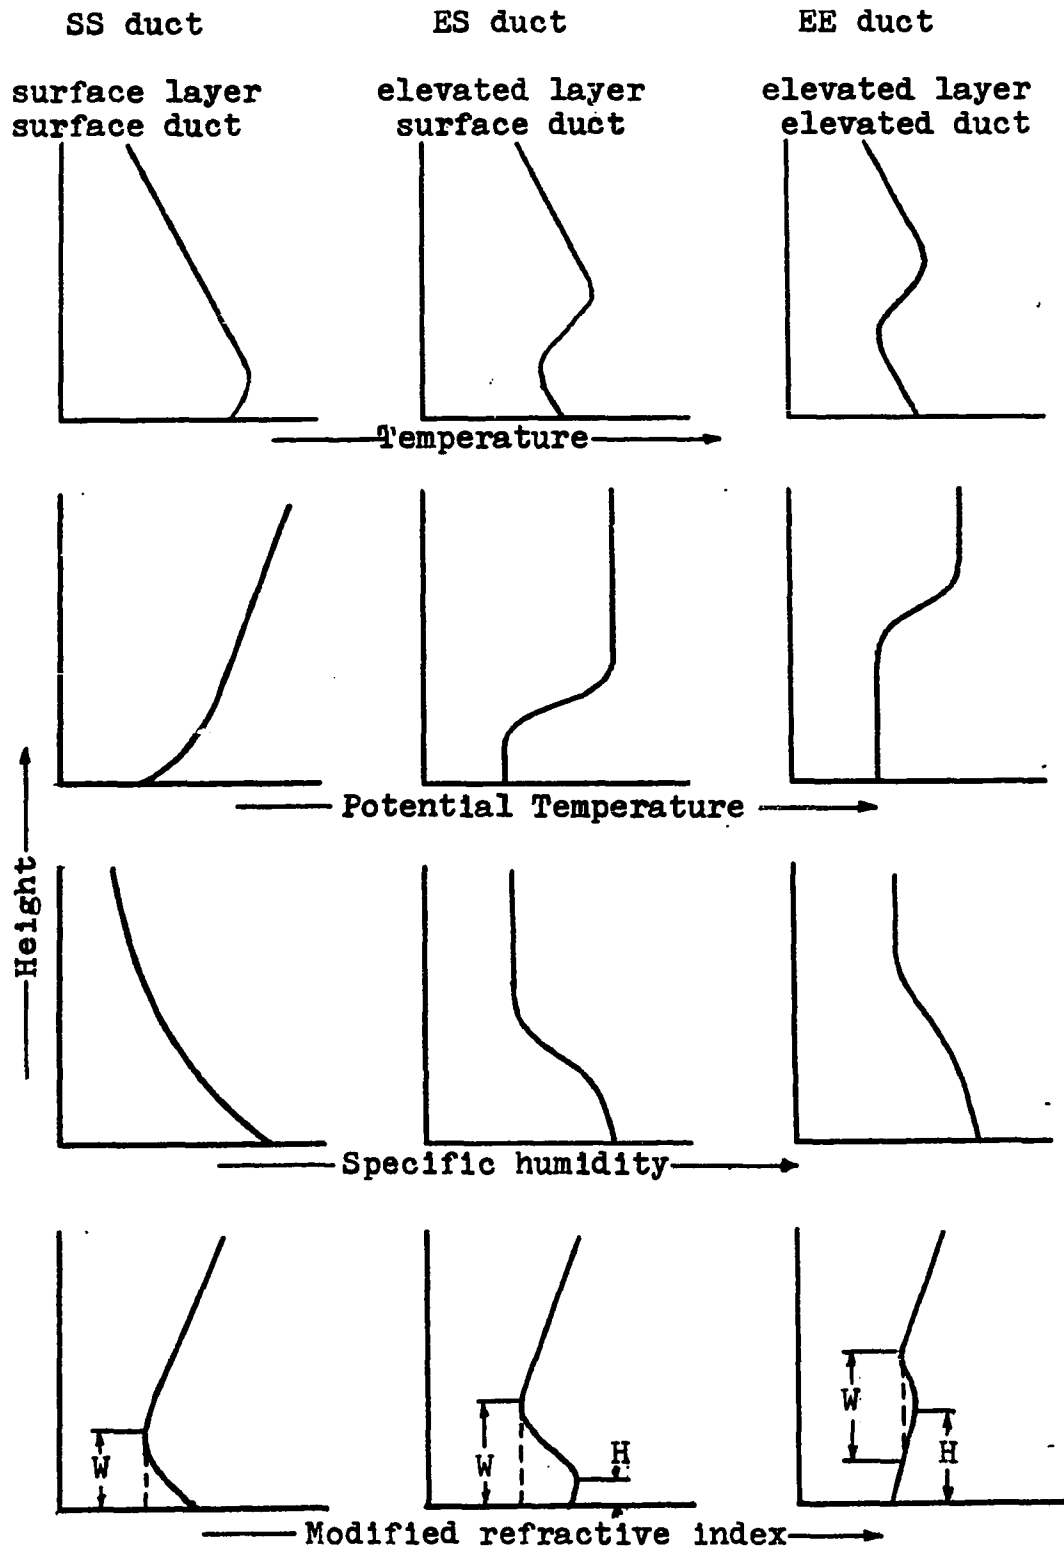 SS duct
ES duct
EE duct
surface layer
surface duct
elevated layer
surface duct
elevated layer
elevated duct
Temperature
Potential Temperature
Height
Specific humidity
W
W
H
W
H
Modified refractive index